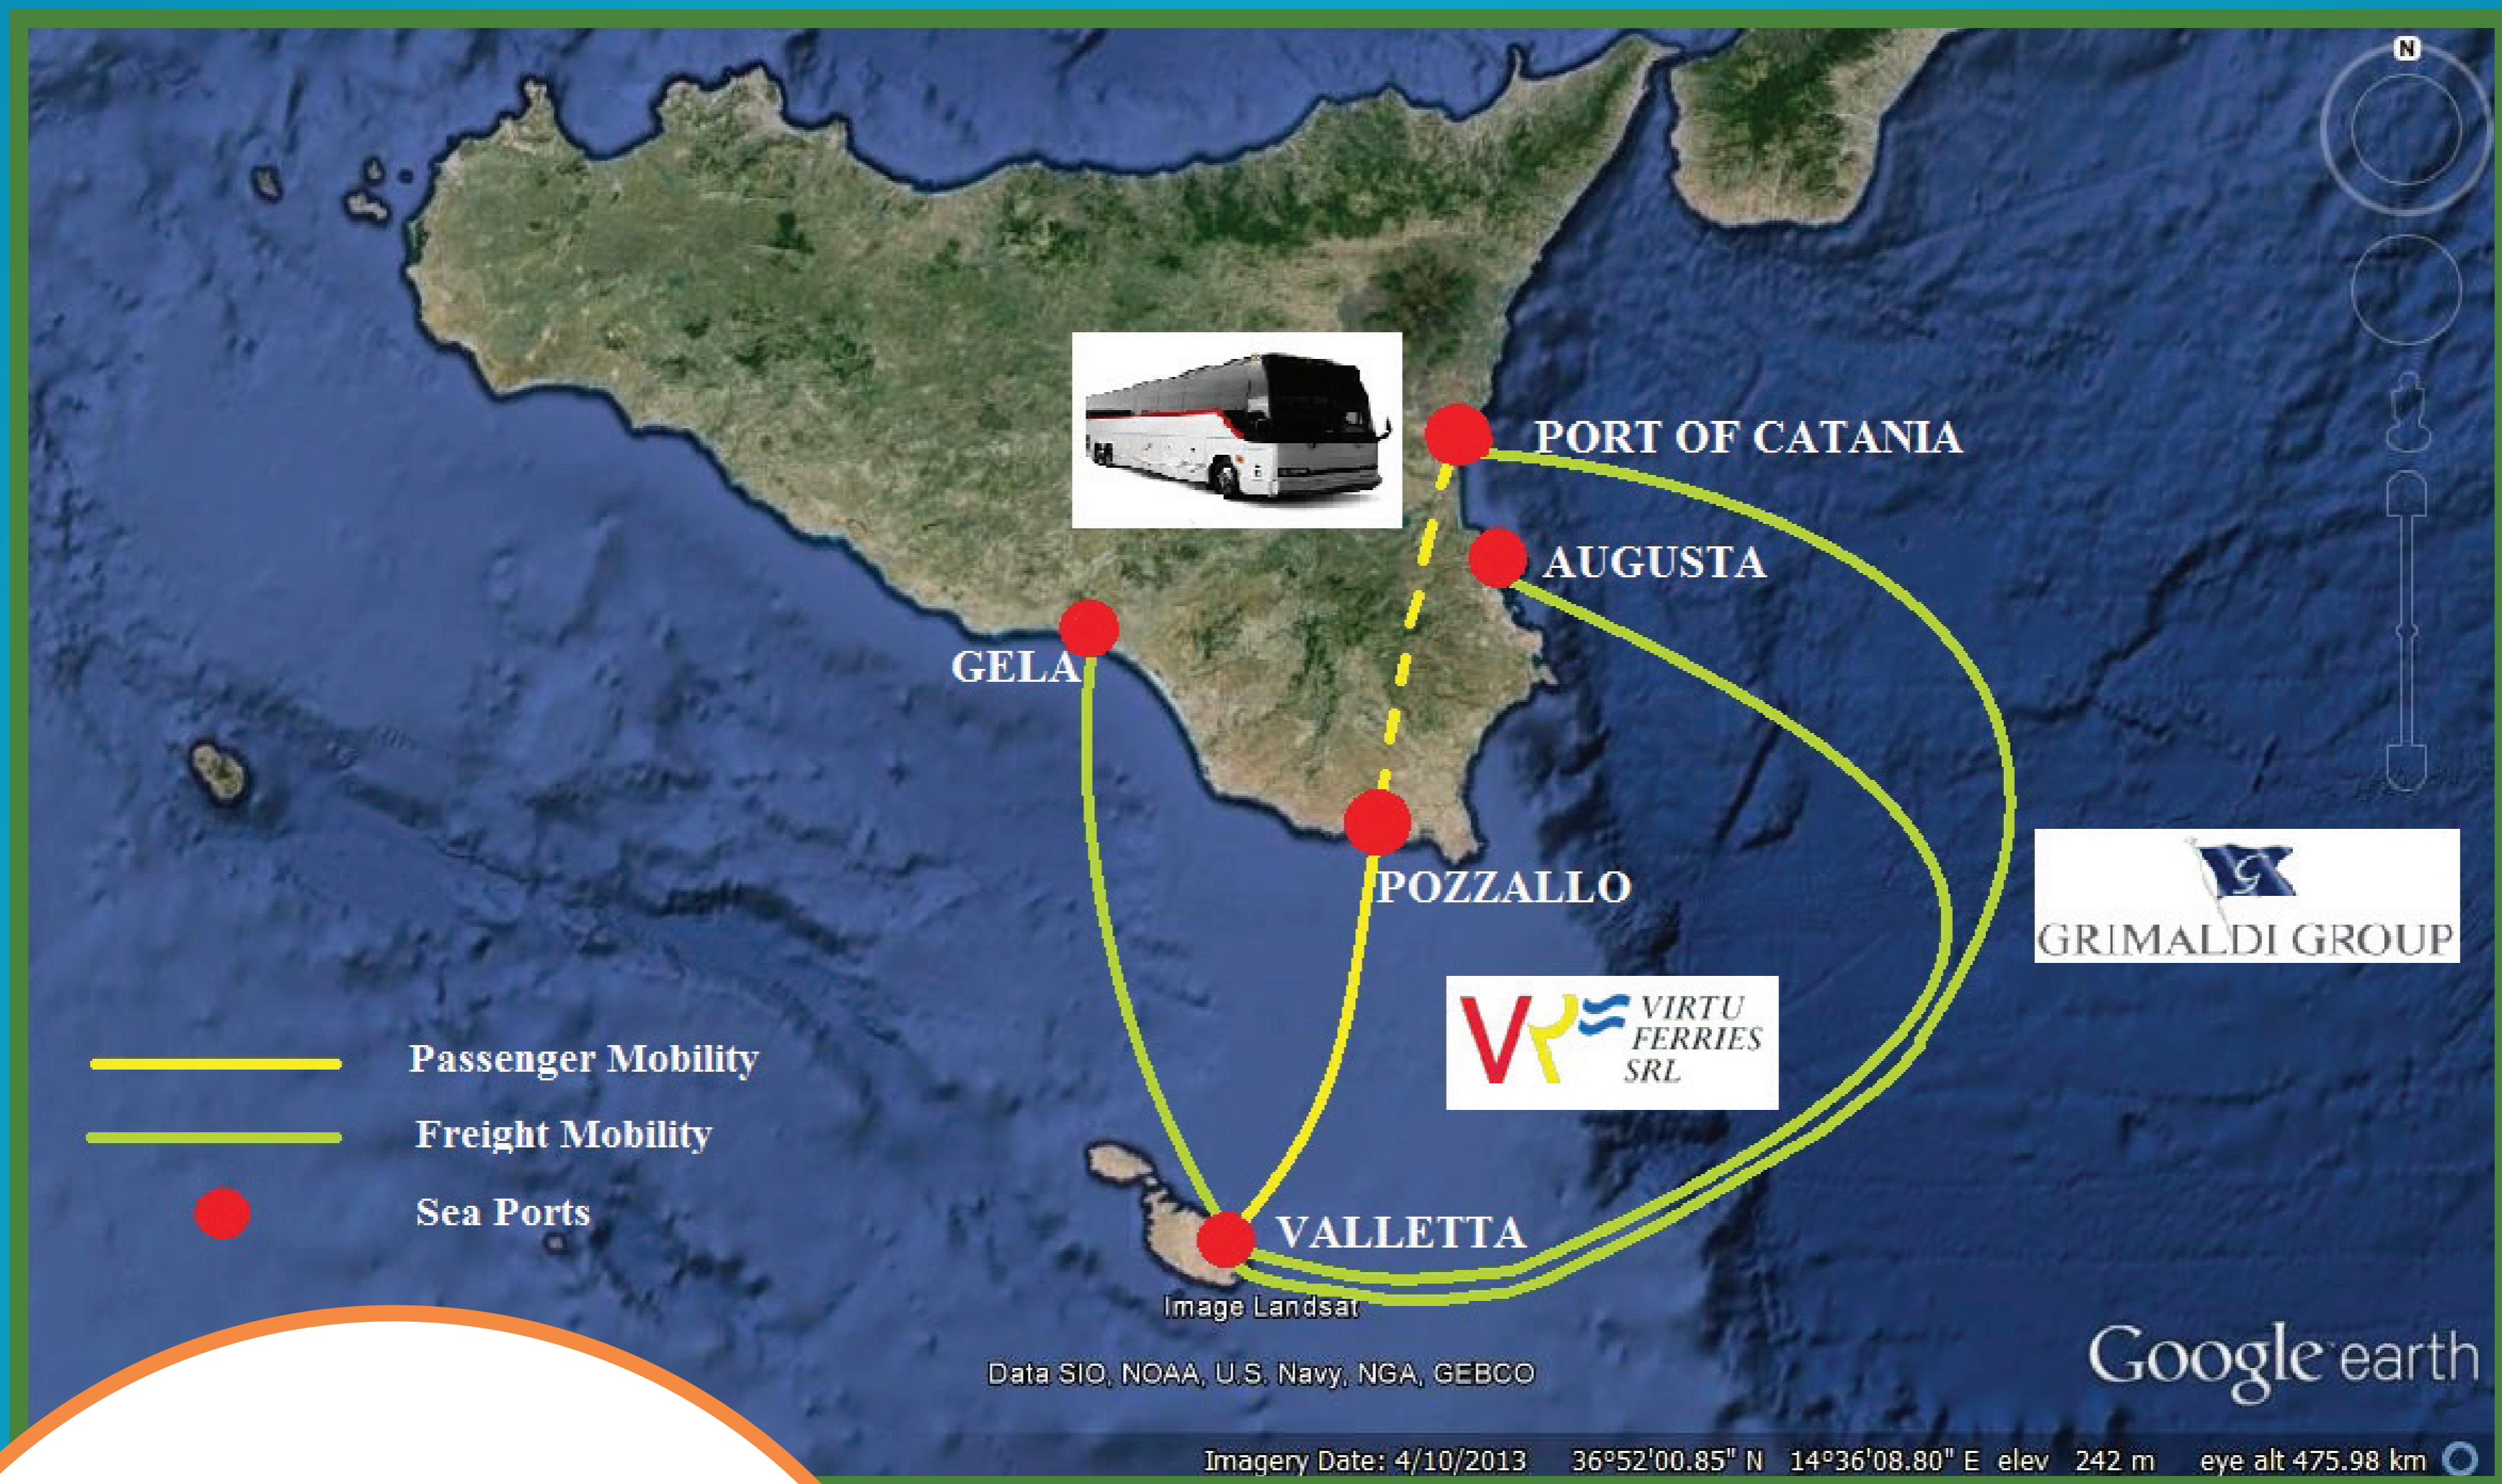 N
PORT OF CATANIA
AUGUSTA
GELA
POZZALLO
G
GRIMALDI GROUP
VIRTU
FERRIES
SRL
Passenger Mobility
Freight Mobility
Sea Ports
VALLETTA
Image Landsat
Data SIO, NOAA, U.S. Navy, NGA, GEBCO
Google earth
Imagery Date: 4/10/2013 36°52'00.85" N 14°36'08.80" E elev 242 m eye alt 475.98 km